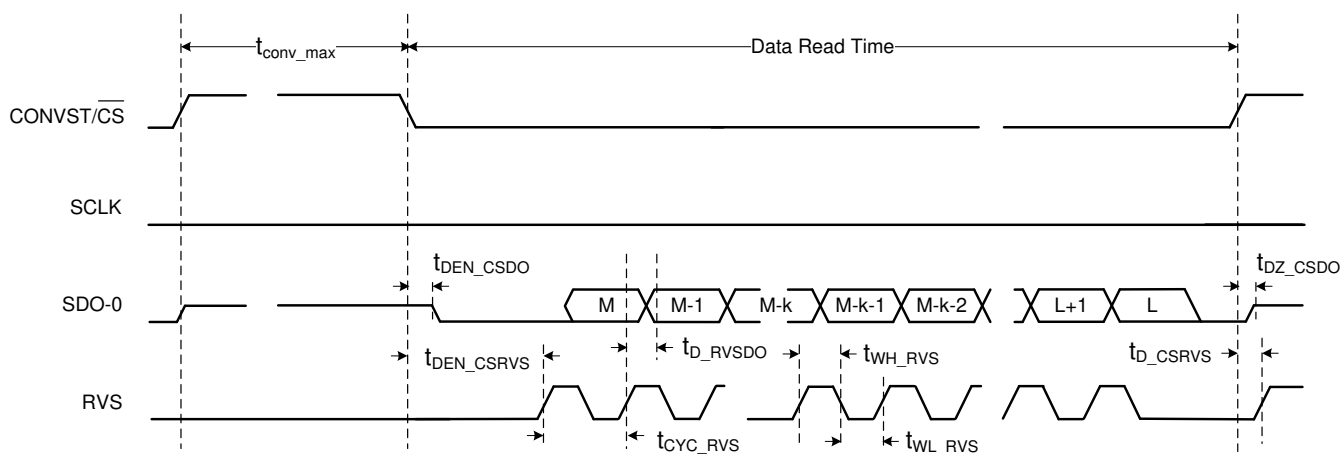 tconv_max
Data Read Time
CONVST/CS
SCLK
tDEN_CSDO
tDZ_CSDO
SDO-0
M
M-1
M-k
M-k-1
M-k-2
L+1
L
tDEN_CSRVS
tD_RVSDO
tWH_RVS
tD_CSRVS
RVS
tCYC_RVS
tWL_RVS